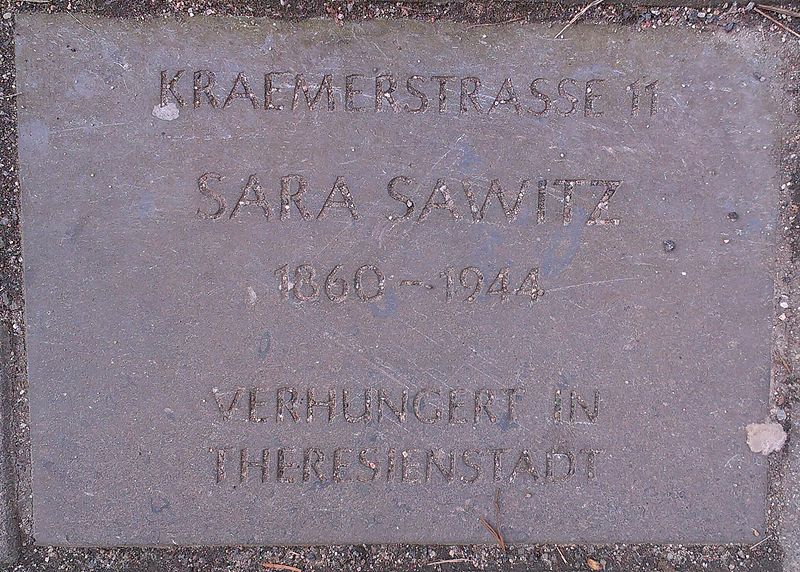 KRAEMERSTRASSE 11
SARA SAWITZ
1860 – 1944
VERHUNGERT IN
THERESIENSTADT